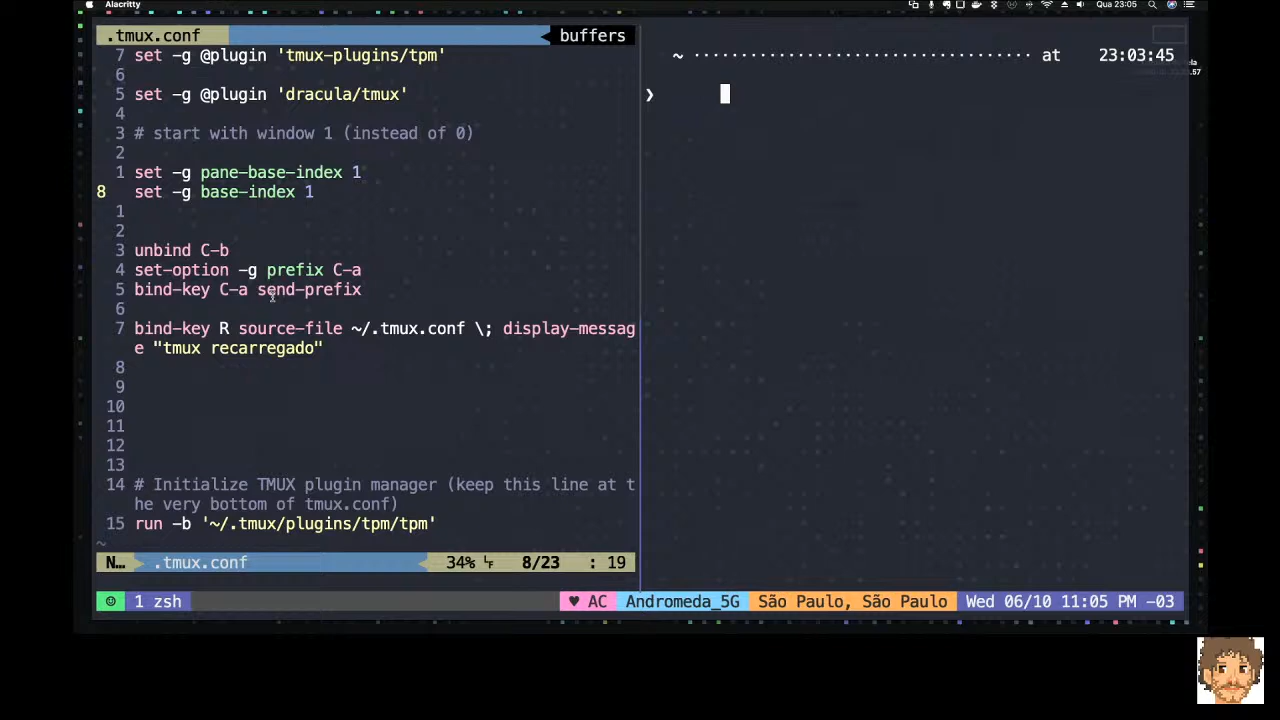 Alacritty
Qua 23:05
.tmux.conf
buffers
7 set -g @plugin 'tmux-plugins/tpm'
6
5 set -g @plugin 'dracula/tmux'
4
3 # start with window 1 (instead of 0)
2
1 set -g pane-base-index 1
8 set -g base-index 1
1
2
3 unbind C-b
4 set-option -g prefix C-a
5 bind-key C-a send-prefix
6
7 bind-key R source-file ~/.tmux.conf \; display-messag
e "tmux recarregado"
8
9
10
11
12
13
14 # Initialize TMUX plugin manager (keep this line at t
he very bottom of tmux.conf)
15 run -b '~/.tmux/plugins/tpm/tpm'
~
N… .tmux.conf 34% ␊ 8/23 : 19
~ ··································· at 23:03:45
❯
☺ 1 zsh ♥ AC Andromeda_5G São Paulo, São Paulo Wed 06/10 11:05 PM -03